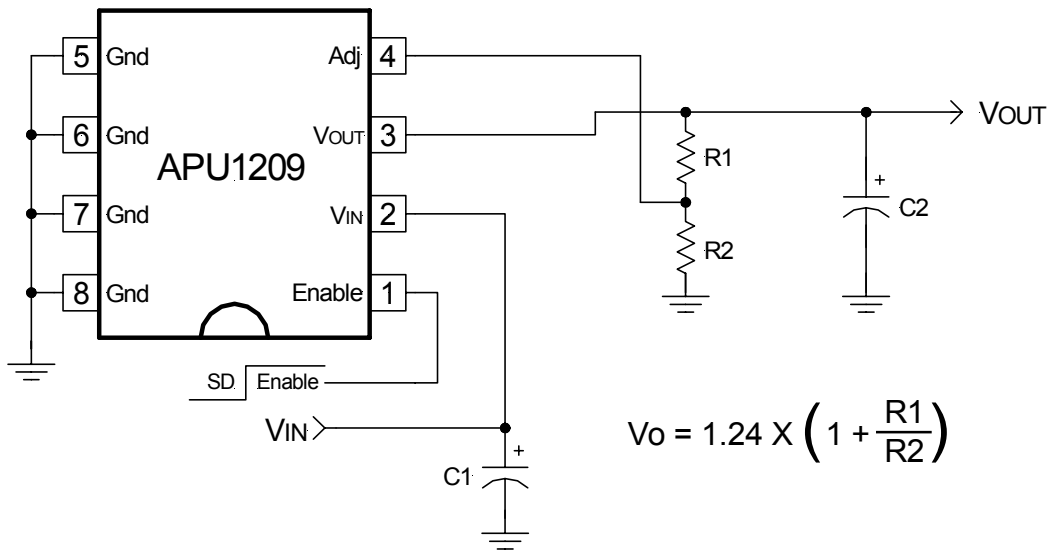 5 Gnd Adj 4
6 Gnd VOUT 3
APU1209
7 Gnd VIN 2
8 Gnd Enable 1
SD Enable
VIN
+
C1
R1
R2
+
C2
VOUT
Vo = 1.24 X ( 1 + R1/R2 )